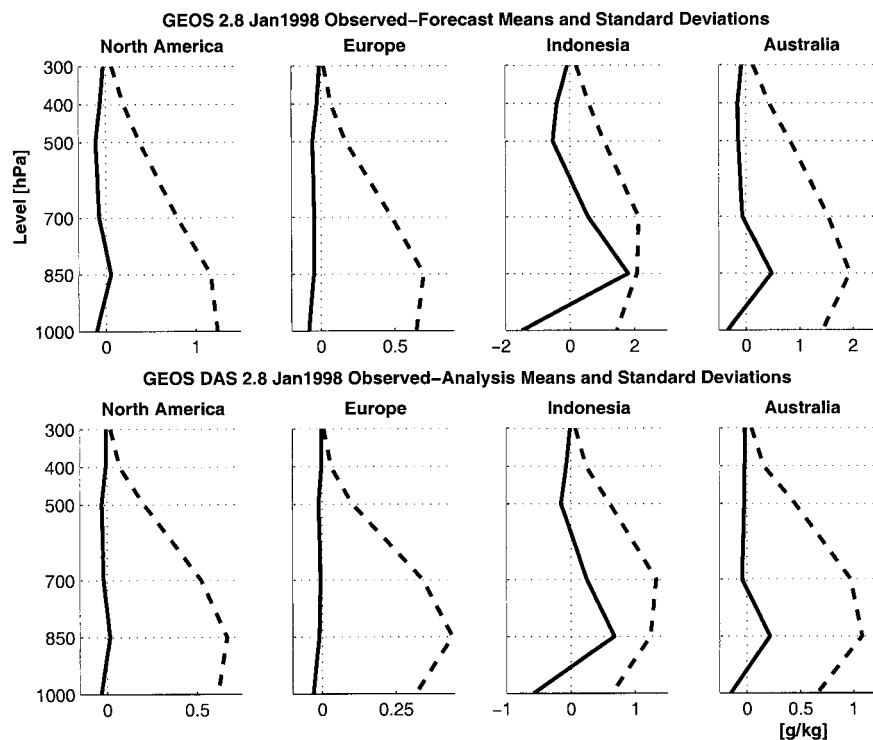 GEOS 2.8 Jan1998 Observed−Forecast Means and Standard Deviations
North America Europe Indonesia Australia
300
400
500
700
850
1000
Level [hPa]
0 1 0 0.5 −2 0 2 0 1 2
GEOS DAS 2.8 Jan1998 Observed−Analysis Means and Standard Deviations
North America Europe Indonesia Australia
300
400
500
700
850
1000
0 0.5 0 0.25 −1 0 1 0 1
[g/kg]